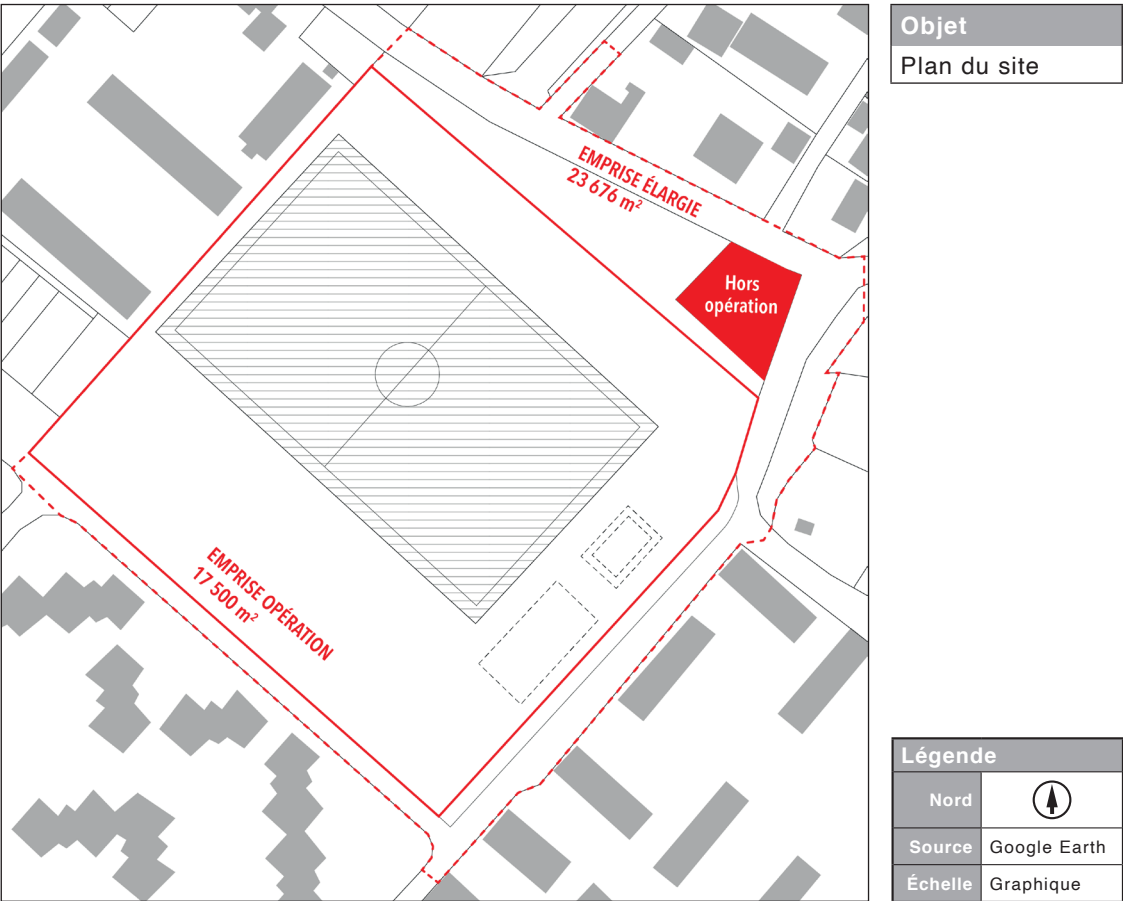 Objet
Plan du site
EMPRISE ÉLARGIE
23 676 m²
Hors
opération
EMPRISE OPÉRATION
17 500 m²
Légende
Nord
Source Google Earth
Échelle Graphique